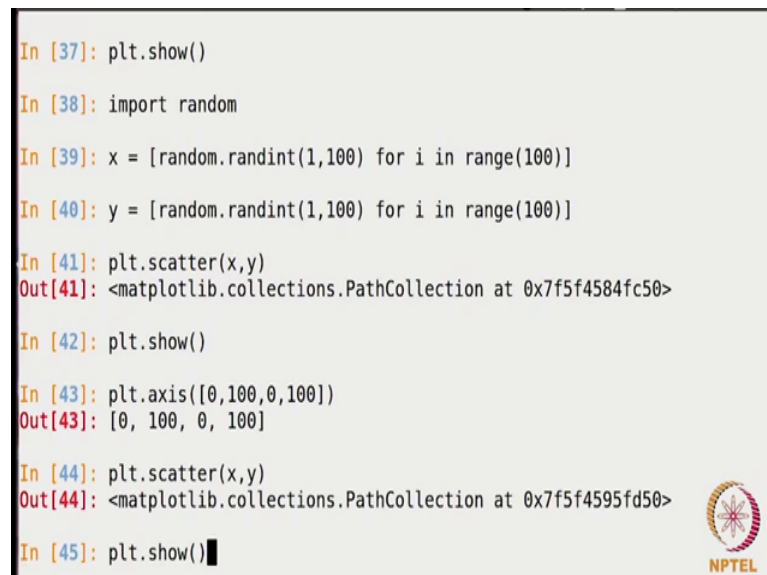 In [37]: plt.show()
In [38]: import random
In [39]: x = [random.randint(1,100) for i in range(100)]
In [40]: y = [random.randint(1,100) for i in range(100)]
In [41]: plt.scatter(x,y)
Out[41]: <matplotlib.collections.PathCollection at 0x7f5f4584fc50>
In [42]: plt.show()
In [43]: plt.axis([0,100,0,100])
Out[43]: [0, 100, 0, 100]
In [44]: plt.scatter(x,y)
Out[44]: <matplotlib.collections.PathCollection at 0x7f5f4595fd50>
In [45]: plt.show()
NPTEL